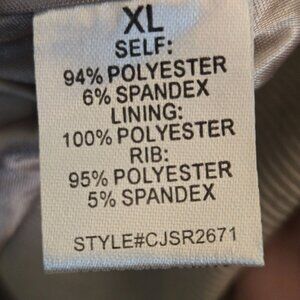 XL
SELF:
94% POLYESTER
6% SPANDEX
LINING:
100% POLYESTER
RIB:
95% POLYESTER
5% SPANDEX
STYLE#CJSR2671